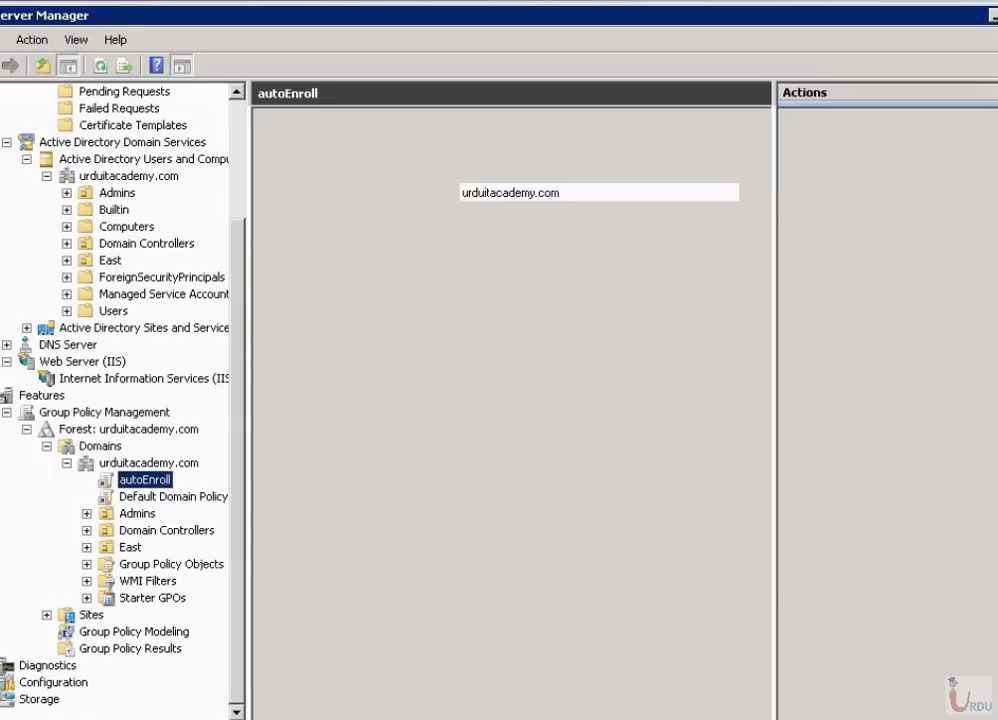 erver Manager
Action View Help
Pending Requests
Failed Requests
Certificate Templates
Active Directory Domain Services
Active Directory Users and Compu
urduitacademy.com
Admins
Builtin
Computers
Domain Controllers
East
ForeignSecurityPrincipals
Managed Service Account
Users
Active Directory Sites and Service
DNS Server
Web Server (IIS)
Internet Information Services (IIS
Features
Group Policy Management
Forest: urduitacademy.com
Domains
urduitacademy.com
autoEnroll
Default Domain Policy
Admins
Domain Controllers
East
Group Policy Objects
WMI Filters
Starter GPOs
Sites
Group Policy Modeling
Group Policy Results
Diagnostics
Configuration
Storage
autoEnroll
urduitacademy.com
Actions
URDU